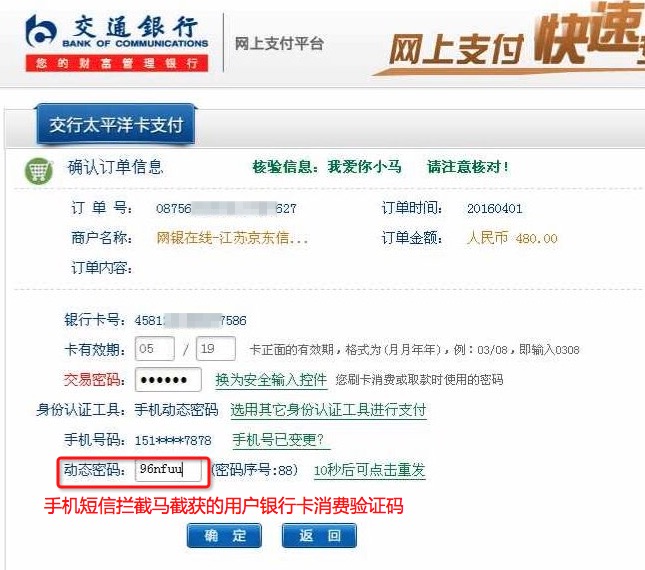 交通銀行
BANK OF COMMUNICATIONS
您的财富管理银行
网上支付平台
网上支付 快速
交行太平洋卡支付
确认订单信息 核验信息：我爱你小马 请注意核对！
订 单 号： 08756 627 订单时间： 20160401
商户名称： 网银在线-江苏京东信... 订单金额： 人民币 480.00
订单内容：
银行卡号： 4581 7586
卡有效期： 05 / 19 卡正面的有效期，格式为(月月年年)，例：03/08，即输入0308
交易密码： ●●●●●● 换为安全输入控件 您刷卡消费或取款时使用的密码
身份认证工具： 手机动态密码 选用其它身份认证工具进行支付
手机号码： 151****7878 手机号已变更？
动态密码： 96nfuu (密码序号:88) 10秒后可点击重发
手机短信拦截马截获的用户银行卡消费验证码
确 定 返 回